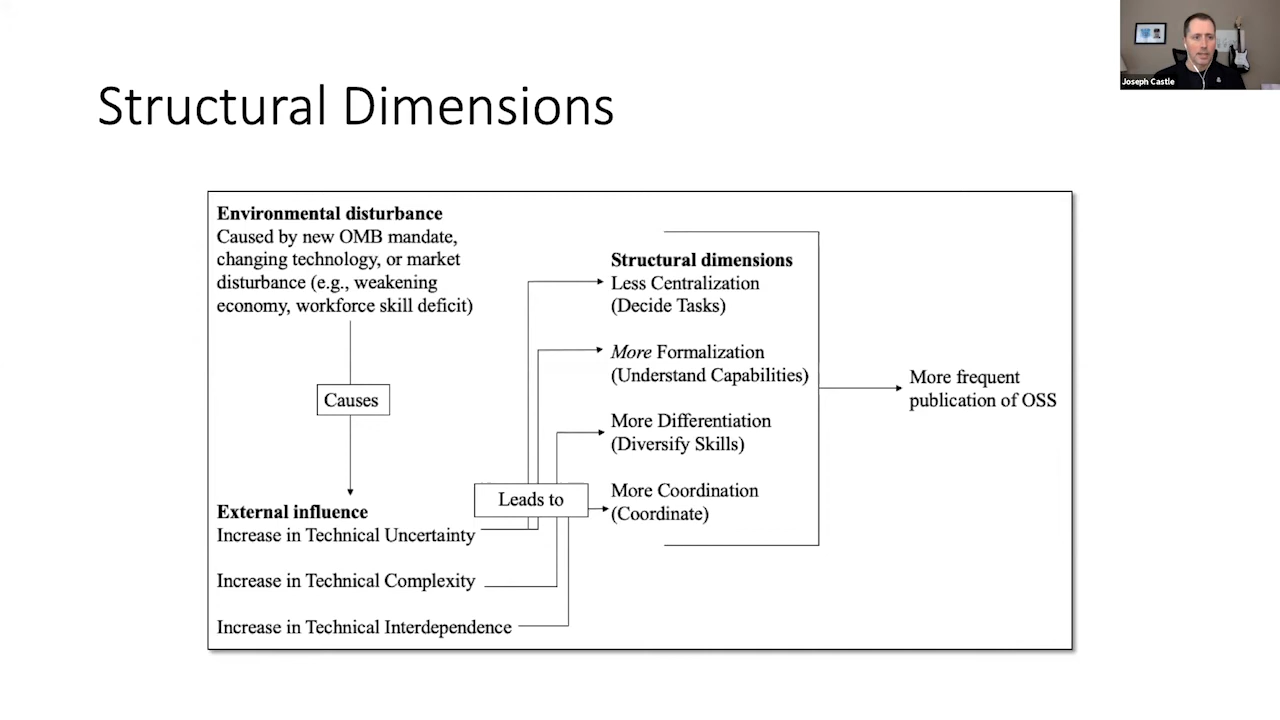 Joseph Castle
Structural Dimensions
Environmental disturbance
Caused by new OMB mandate,
changing technology, or market
disturbance (e.g., weakening
economy, workforce skill deficit)
Causes
External influence
Increase in Technical Uncertainty
Increase in Technical Complexity
Increase in Technical Interdependence
Leads to
Structural dimensions
Less Centralization
(Decide Tasks)
More Formalization
(Understand Capabilities)
More Differentiation
(Diversify Skills)
More Coordination
(Coordinate)
More frequent
publication of OSS